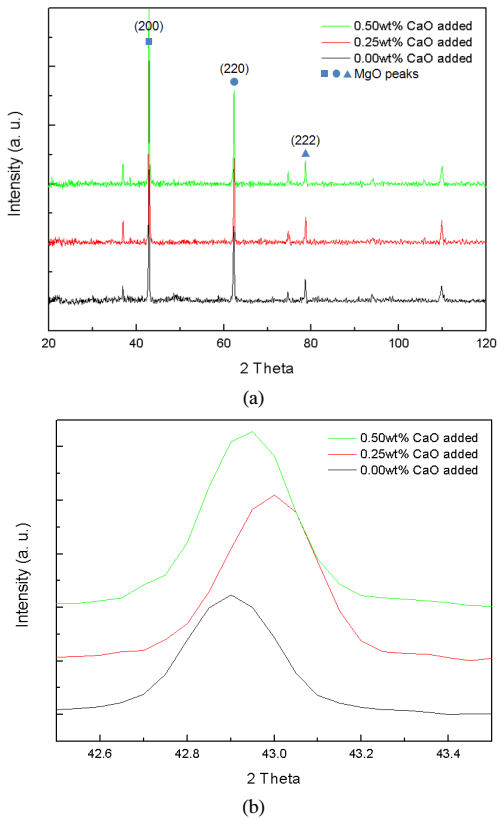 (200)
0.50wt% CaO added
0.25wt% CaO added
0.00wt% CaO added
MgO peaks
(220)
(222)
Intensity (a. u.)
20 40 60 80 100 120
2 Theta
(a)
0.50wt% CaO added
0.25wt% CaO added
0.00wt% CaO added
Intensity (a. u.)
42.6 42.8 43.0 43.2 43.4
2 Theta
(b)